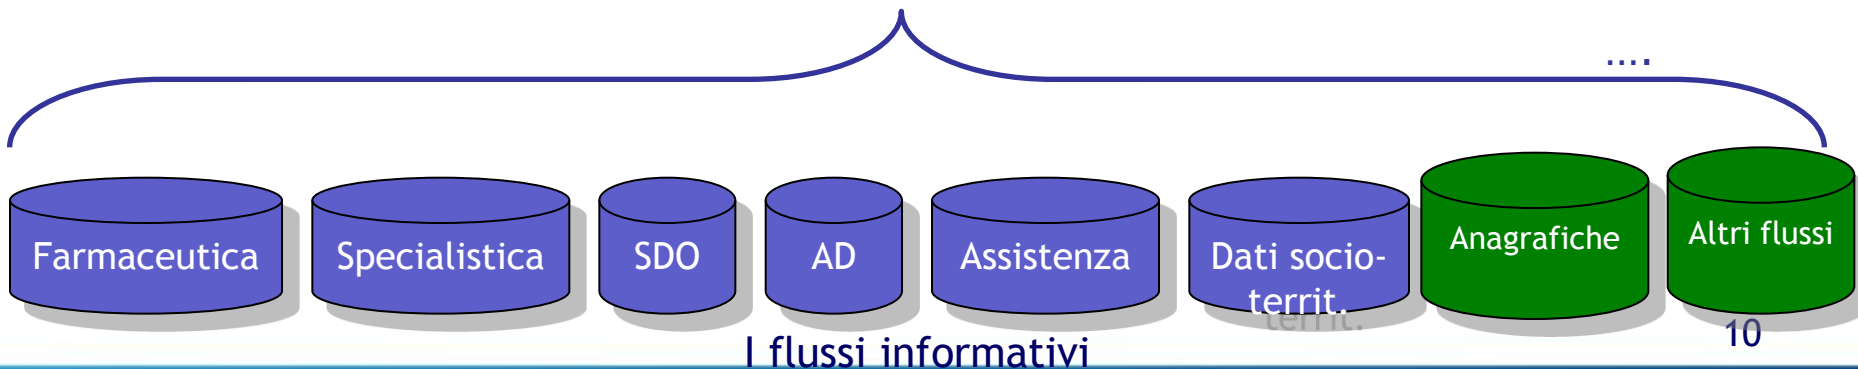 ....
Farmaceutica
Specialistica
SDO
AD
Assistenza
Dati socio-
territ.
Anagrafiche
Altri flussi
10
I flussi informativi